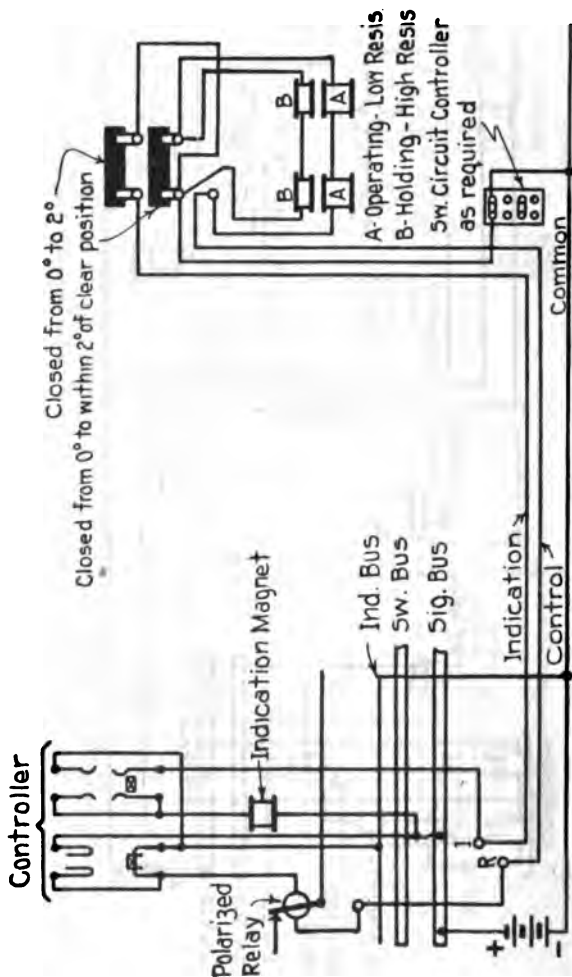 Closed from 0° to 2°
Closed from 0° to within 2° of clear position
B
B
A
A
A-Operating-Low Resis.
B-Holding-High Resis
Sw. Circuit Controller
as required
Common
Controller
Indication Magnet
Polarized
Relay
Ind. Bus
Sw. Bus
Sig. Bus
I
R
Indication
Control
+
-